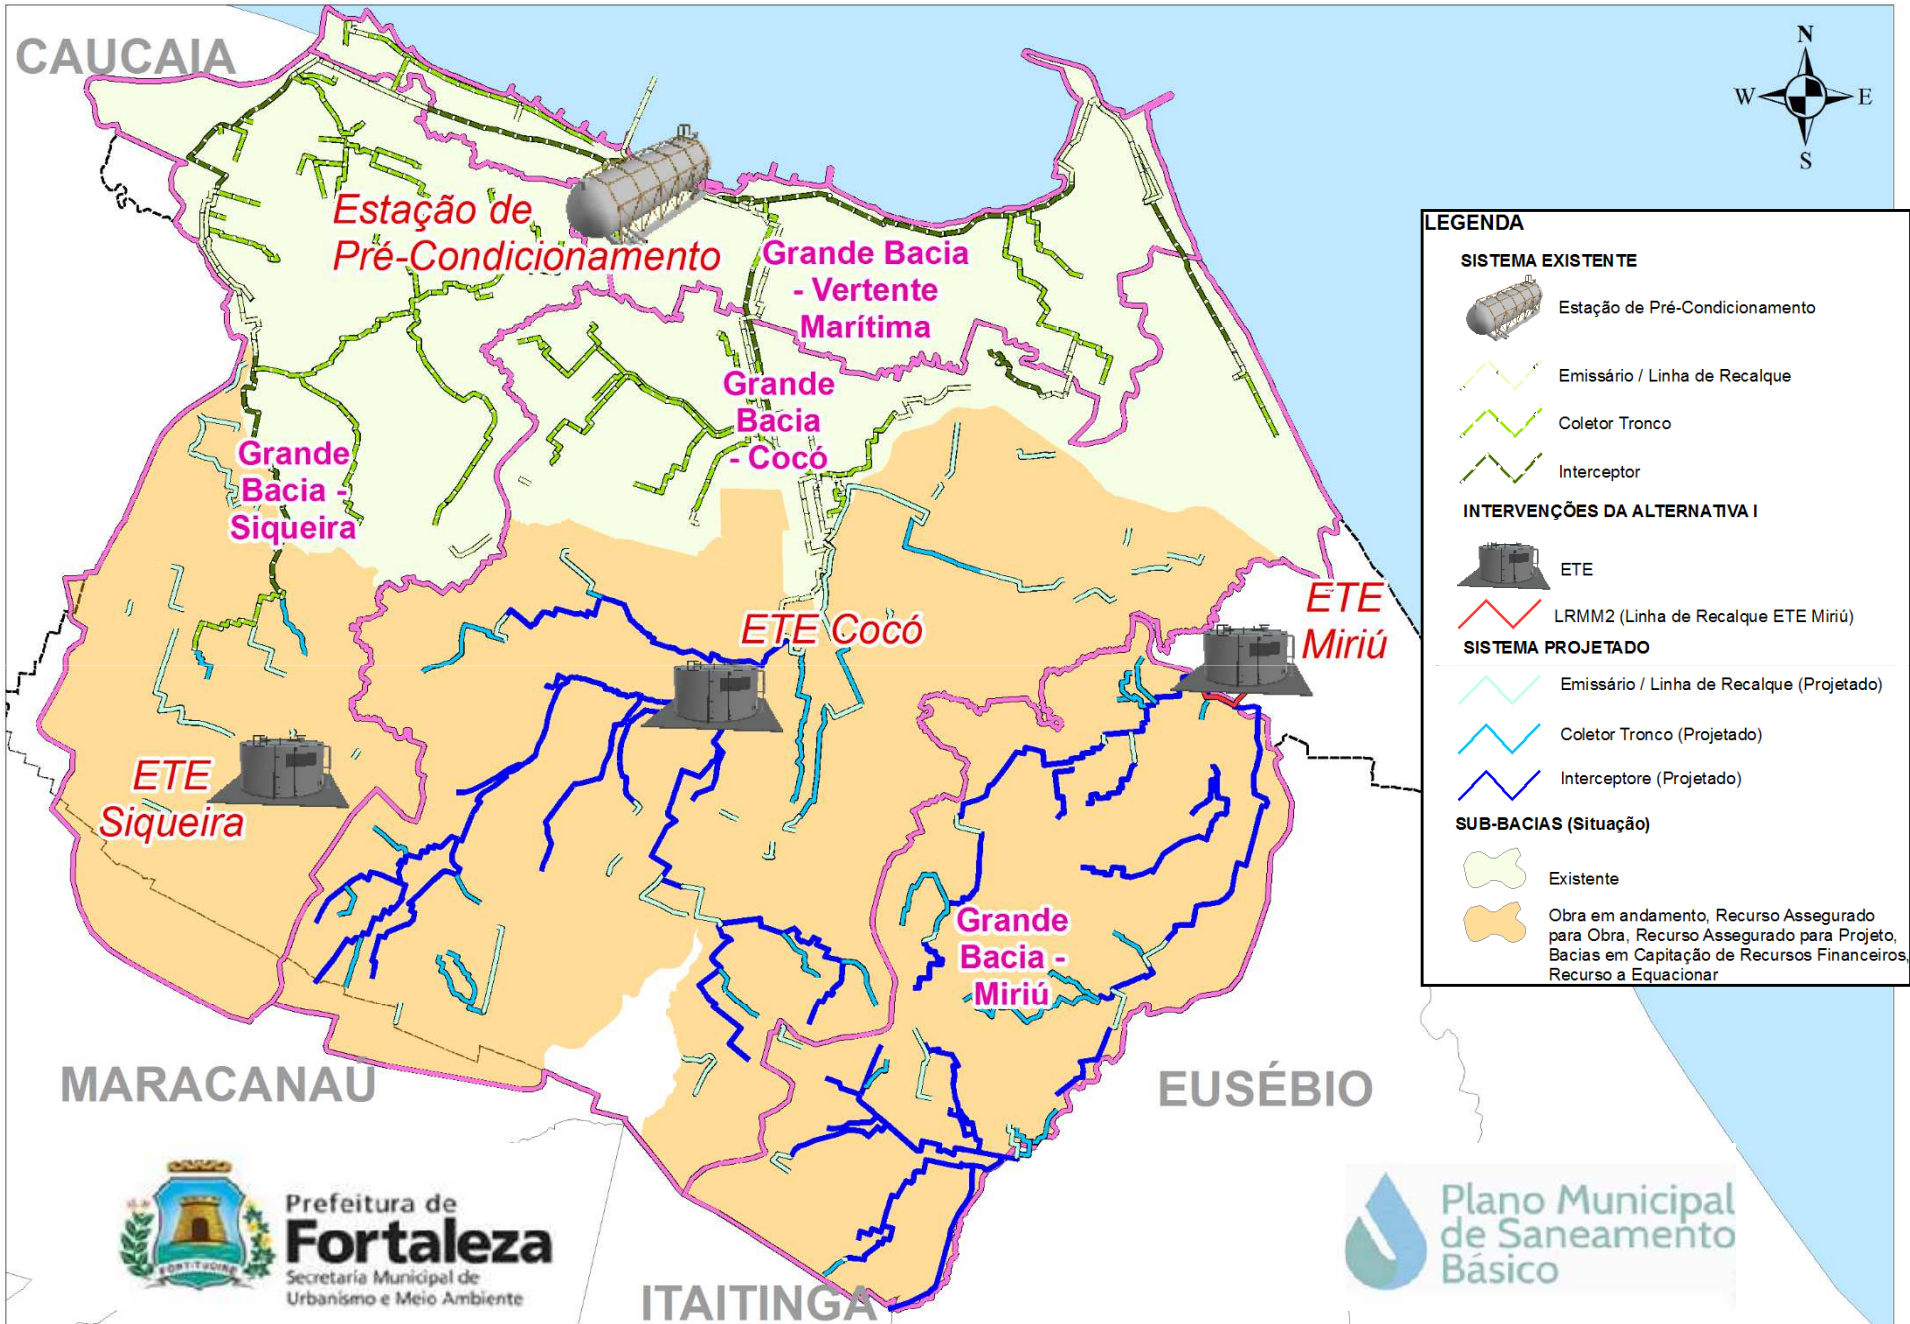 CAUCAIA
N
W
E
S
Estação de
Pré-Condicionamento
Grande Bacia
- Vertente
Marítima
Grande
Bacia
- Cocó
Grande
Bacia -
Siqueira
ETE Cocó
ETE
Miriú
ETE
Siqueira
Grande
Bacia -
Miriú
MARACANAÚ
EUSÉBIO
ITAITINGA
LEGENDA
SISTEMA EXISTENTE
Estação de Pré-Condicionamento
Emissário / Linha de Recalque
Coletor Tronco
Interceptor
INTERVENÇÕES DA ALTERNATIVA I
ETE
LRMM2 (Linha de Recalque ETE Miriú)
SISTEMA PROJETADO
Emissário / Linha de Recalque (Projetado)
Coletor Tronco (Projetado)
Interceptore (Projetado)
SUB-BACIAS (Situação)
Existente
Obra em andamento, Recurso Assegurado
para Obra, Recurso Assegurado para Projeto,
Bacias em Capitação de Recursos Financeiros,
Recurso a Equacionar
FORTITUDINE
Prefeitura de
Fortaleza
Secretaria Municipal de
Urbanismo e Meio Ambiente
Plano Municipal
de Saneamento
Básico